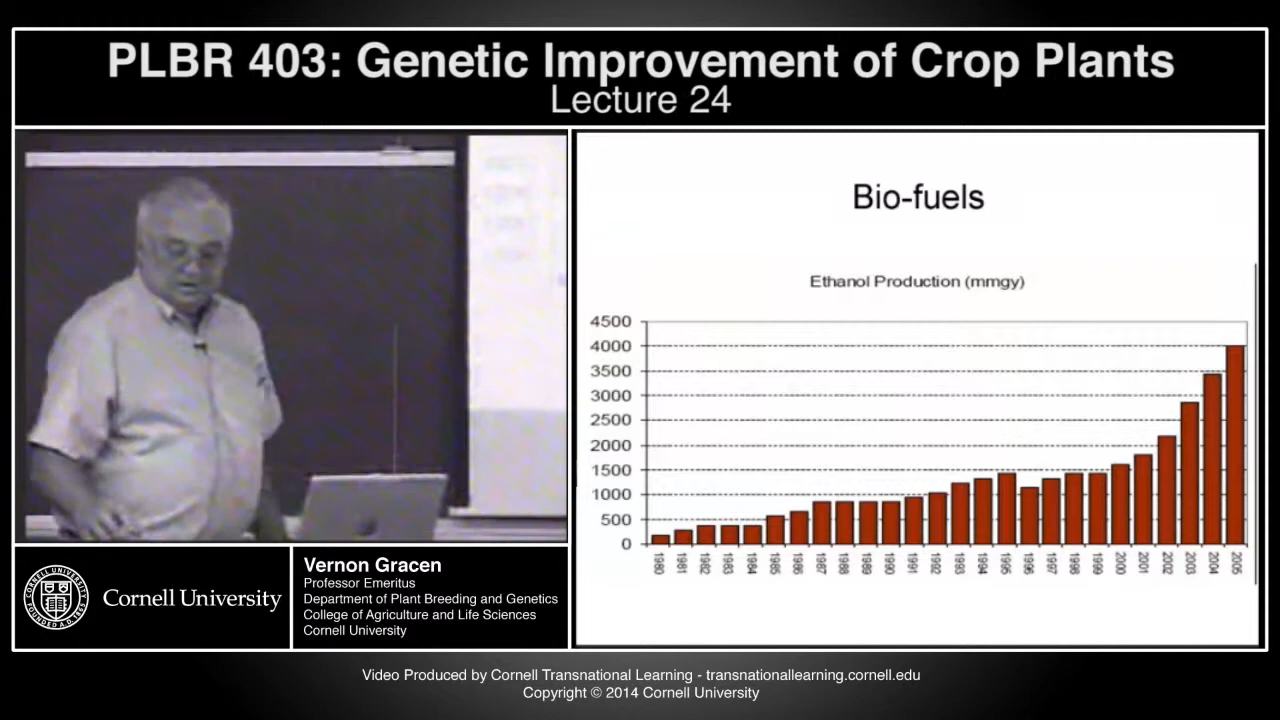 PLBR 403: Genetic Improvement of Crop Plants
Lecture 24
Bio-fuels
Ethanol Production (mmgy)
4500
4000
3500
3000
2500
2000
1500
1000
500
0
1980 1981 1982 1983 1984 1985 1986 1987 1988 1989 1990 1991 1992 1993 1994 1995 1996 1997 1998 1999 2000 2001 2002 2003 2004 2005
Cornell University
Vernon Gracen
Professor Emeritus
Department of Plant Breeding and Genetics
College of Agriculture and Life Sciences
Cornell University
Video Produced by Cornell Transnational Learning - transnationallearning.cornell.edu
Copyright © 2014 Cornell University